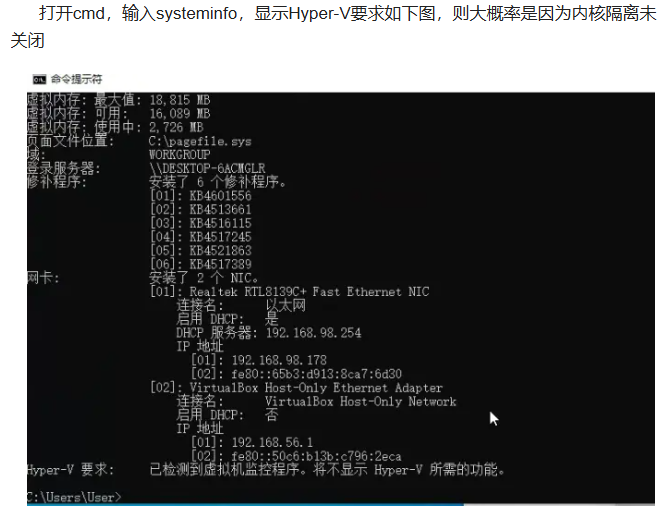 打开cmd，输入systeminfo，显示Hyper-V要求如下图，则大概率是因为内核隔离未
关闭
命令提示符
虚拟内存: 最大值: 18,815 MB
虚拟内存: 可用: 16,089 MB
虚拟内存: 使用中: 2,726 MB
页面文件位置: C:\pagefile.sys
域: WORKGROUP
登录服务器: \\DESKTOP-6ACMGLR
修补程序: 安装了 6 个修补程序。
[01]: KB4601556
[02]: KB4513661
[03]: KB4516115
[04]: KB4517245
[05]: KB4521863
[06]: KB4517389
网卡: 安装了 2 个 NIC。
[01]: Realtek RTL8139C+ Fast Ethernet NIC
连接名: 以太网
启用 DHCP: 是
DHCP 服务器: 192.168.98.254
IP 地址
[01]: 192.168.98.178
[02]: fe80::65b3:d913:8ca7:6d30
[02]: VirtualBox Host-Only Ethernet Adapter
连接名: VirtualBox Host-Only Network
启用 DHCP: 否
IP 地址
[01]: 192.168.56.1
[02]: fe80::50c6:b13b:c796:2eca
Hyper-V 要求: 已检测到虚拟机监控程序。将不显示 Hyper-V 所需的功能。
C:\Users\User>